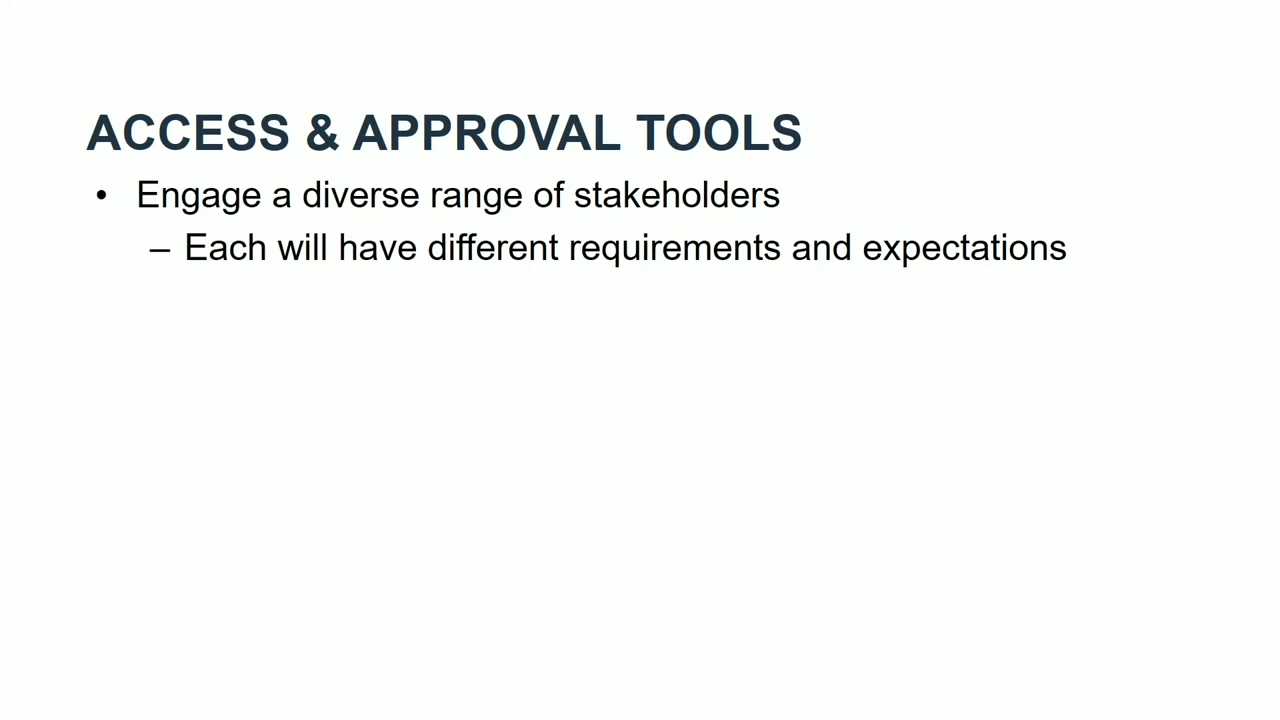 ACCESS & APPROVAL TOOLS
• Engage a diverse range of stakeholders
– Each will have different requirements and expectations